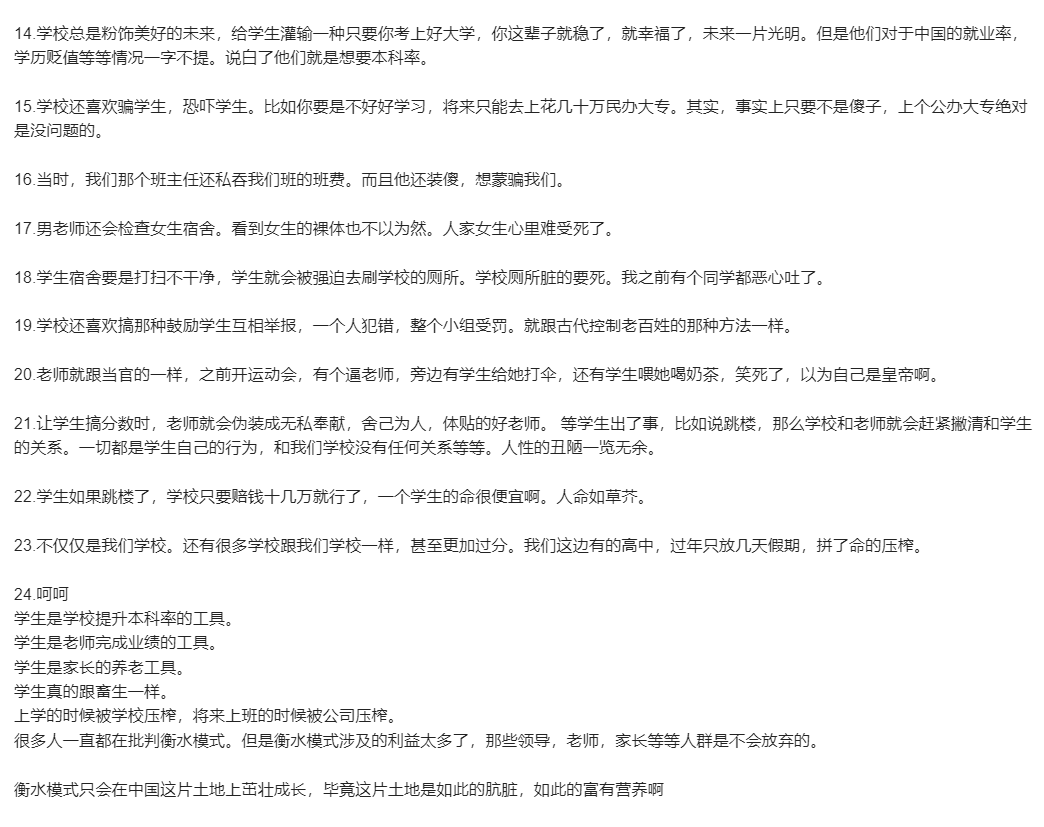 14.学校总是粉饰美好的未来，给学生灌输一种只要你考上好大学，你这辈子就稳了，就幸福了，未来一片光明。但是他们对于中国的就业率，
学历贬值等等情况一字不提。说白了他们就是想要本科率。
15.学校还喜欢骗学生，恐吓学生。比如你要是不好好学习，将来只能去上花几十万民办大专。其实，事实上只要不是傻子，上个公办大专绝对
是没问题的。
16.当时，我们那个班主任还私吞我们班的班费。而且他还装傻，想蒙骗我们。
17.男老师还会检查女生宿舍。看到女生的裸体也不以为然。人家女生心里难受死了。
18.学生宿舍要是打扫不干净，学生就会被强迫去刷学校的厕所。学校厕所脏的要死。我之前有个同学都恶心吐了。
19.学校还喜欢搞那种鼓励学生互相举报，一个人犯错，整个小组受罚。就跟古代控制老百姓的那种方法一样。
20.老师就跟当官的一样，之前开运动会，有个逼老师，旁边有学生给她打伞，还有学生喂她喝奶茶，笑死了，以为自己是皇帝啊。
21.让学生搞分数时，老师就会伪装成无私奉献，舍己为人，体贴的好老师。 等学生出了事，比如说跳楼，那么学校和老师就会赶紧撇清和学生
的关系。一切都是学生自己的行为，和我们学校没有任何关系等等。人性的丑陋一览无余。
22.学生如果跳楼了，学校只要赔钱十几万就行了，一个学生的命很便宜啊。人命如草芥。
23.不仅仅是我们学校。还有很多学校跟我们学校一样，甚至更加过分。我们这边有的高中，过年只放几天假期，拼了命的压榨。
24.呵呵
学生是学校提升本科率的工具。
学生是老师完成业绩的工具。
学生是家长的养老工具。
学生真的跟畜生一样。
上学的时候被学校压榨，将来上班的时候被公司压榨。
很多人一直都在批判衡水模式。但是衡水模式涉及的利益太多了，那些领导，老师，家长等等人群是不会放弃的。
衡水模式只会在中国这片土地上茁壮成长，毕竟这片土地是如此的肮脏，如此的富有营养啊